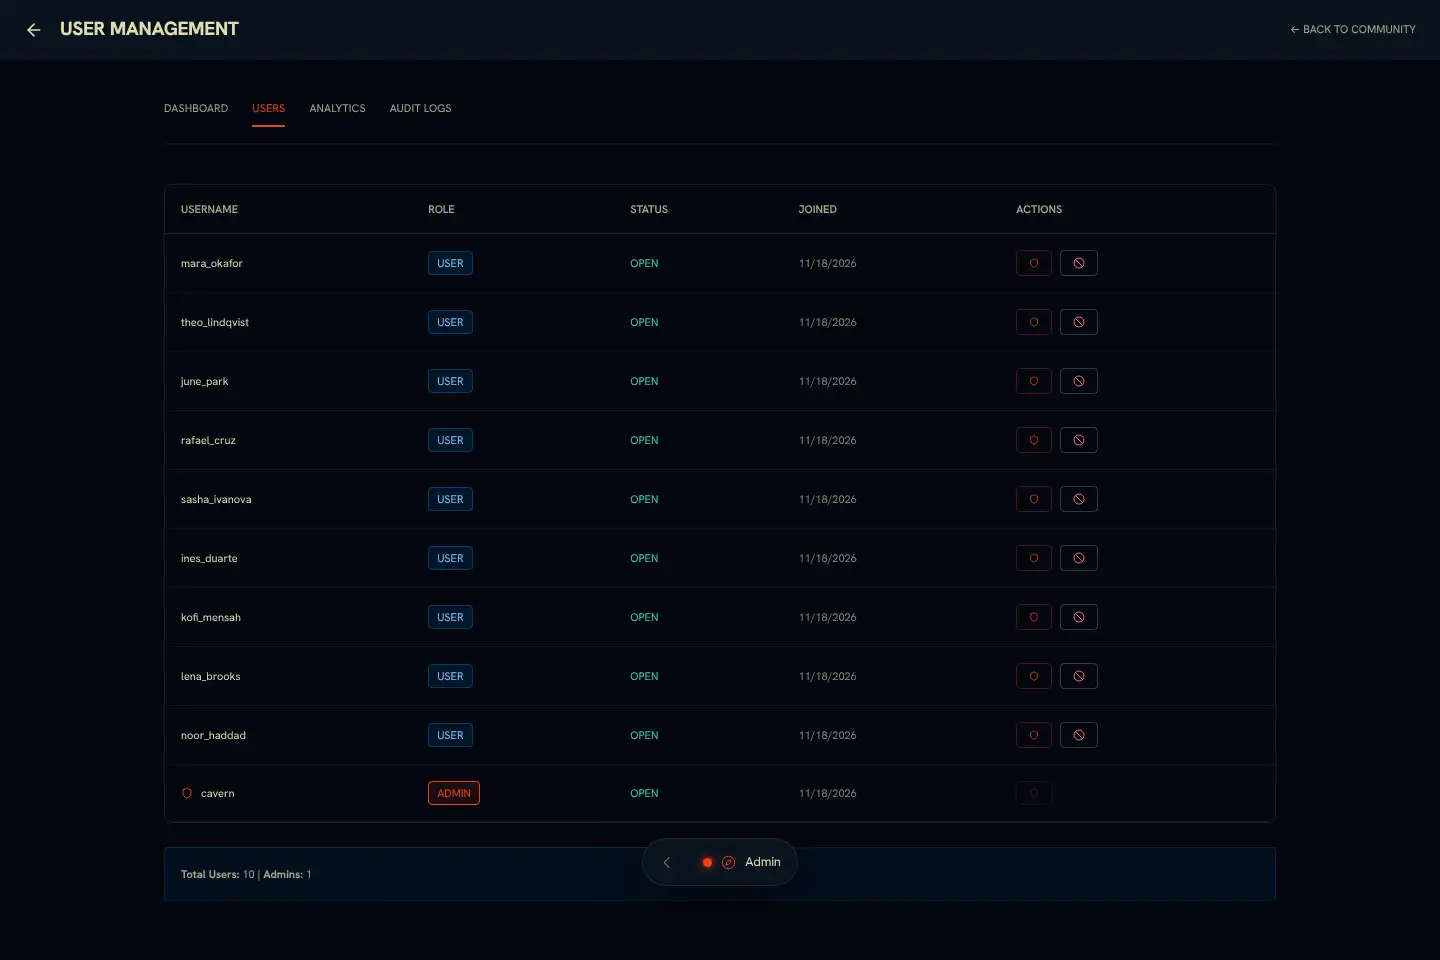 USER MANAGEMENT
← BACK TO COMMUNITY
DASHBOARD USERS ANALYTICS AUDIT LOGS
USERNAME ROLE STATUS JOINED ACTIONS
mara_okafor USER OPEN 11/18/2026
theo_lindqvist USER OPEN 11/18/2026
june_park USER OPEN 11/18/2026
rafael_cruz USER OPEN 11/18/2026
sasha_ivanova USER OPEN 11/18/2026
ines_duarte USER OPEN 11/18/2026
kofi_mensah USER OPEN 11/18/2026
lena_brooks USER OPEN 11/18/2026
noor_haddad USER OPEN 11/18/2026
cavern ADMIN OPEN 11/18/2026
Total Users: 10 | Admins: 1
Admin